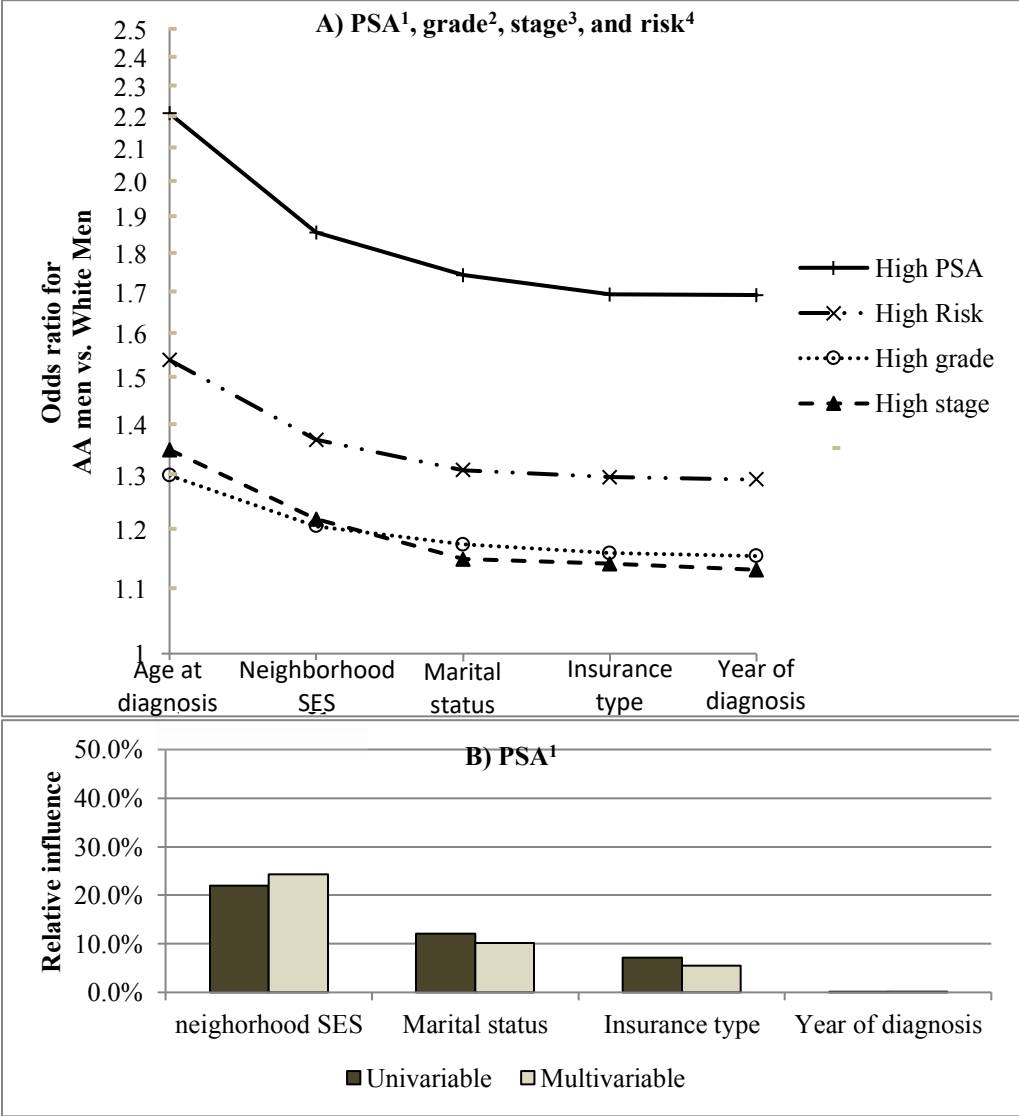 A) PSA¹, grade², stage³, and risk⁴
2.5
2.4
2.3
2.2
2.1
2.0
1.9
1.8
1.7
1.6
1.5
1.4
1.3
1.2
1.1
1
Odds ratio for
AA men vs. White Men
High PSA
High Risk
High grade
High stage
Age at
diagnosis
Neighborhood
SES
Marital
status
Insurance
type
Year of
diagnosis
B) PSA¹
50.0%
40.0%
30.0%
20.0%
10.0%
0.0%
Relative influence
neighorhood SES
Marital status
Insurance type
Year of diagnosis
Univariable
Multivariable